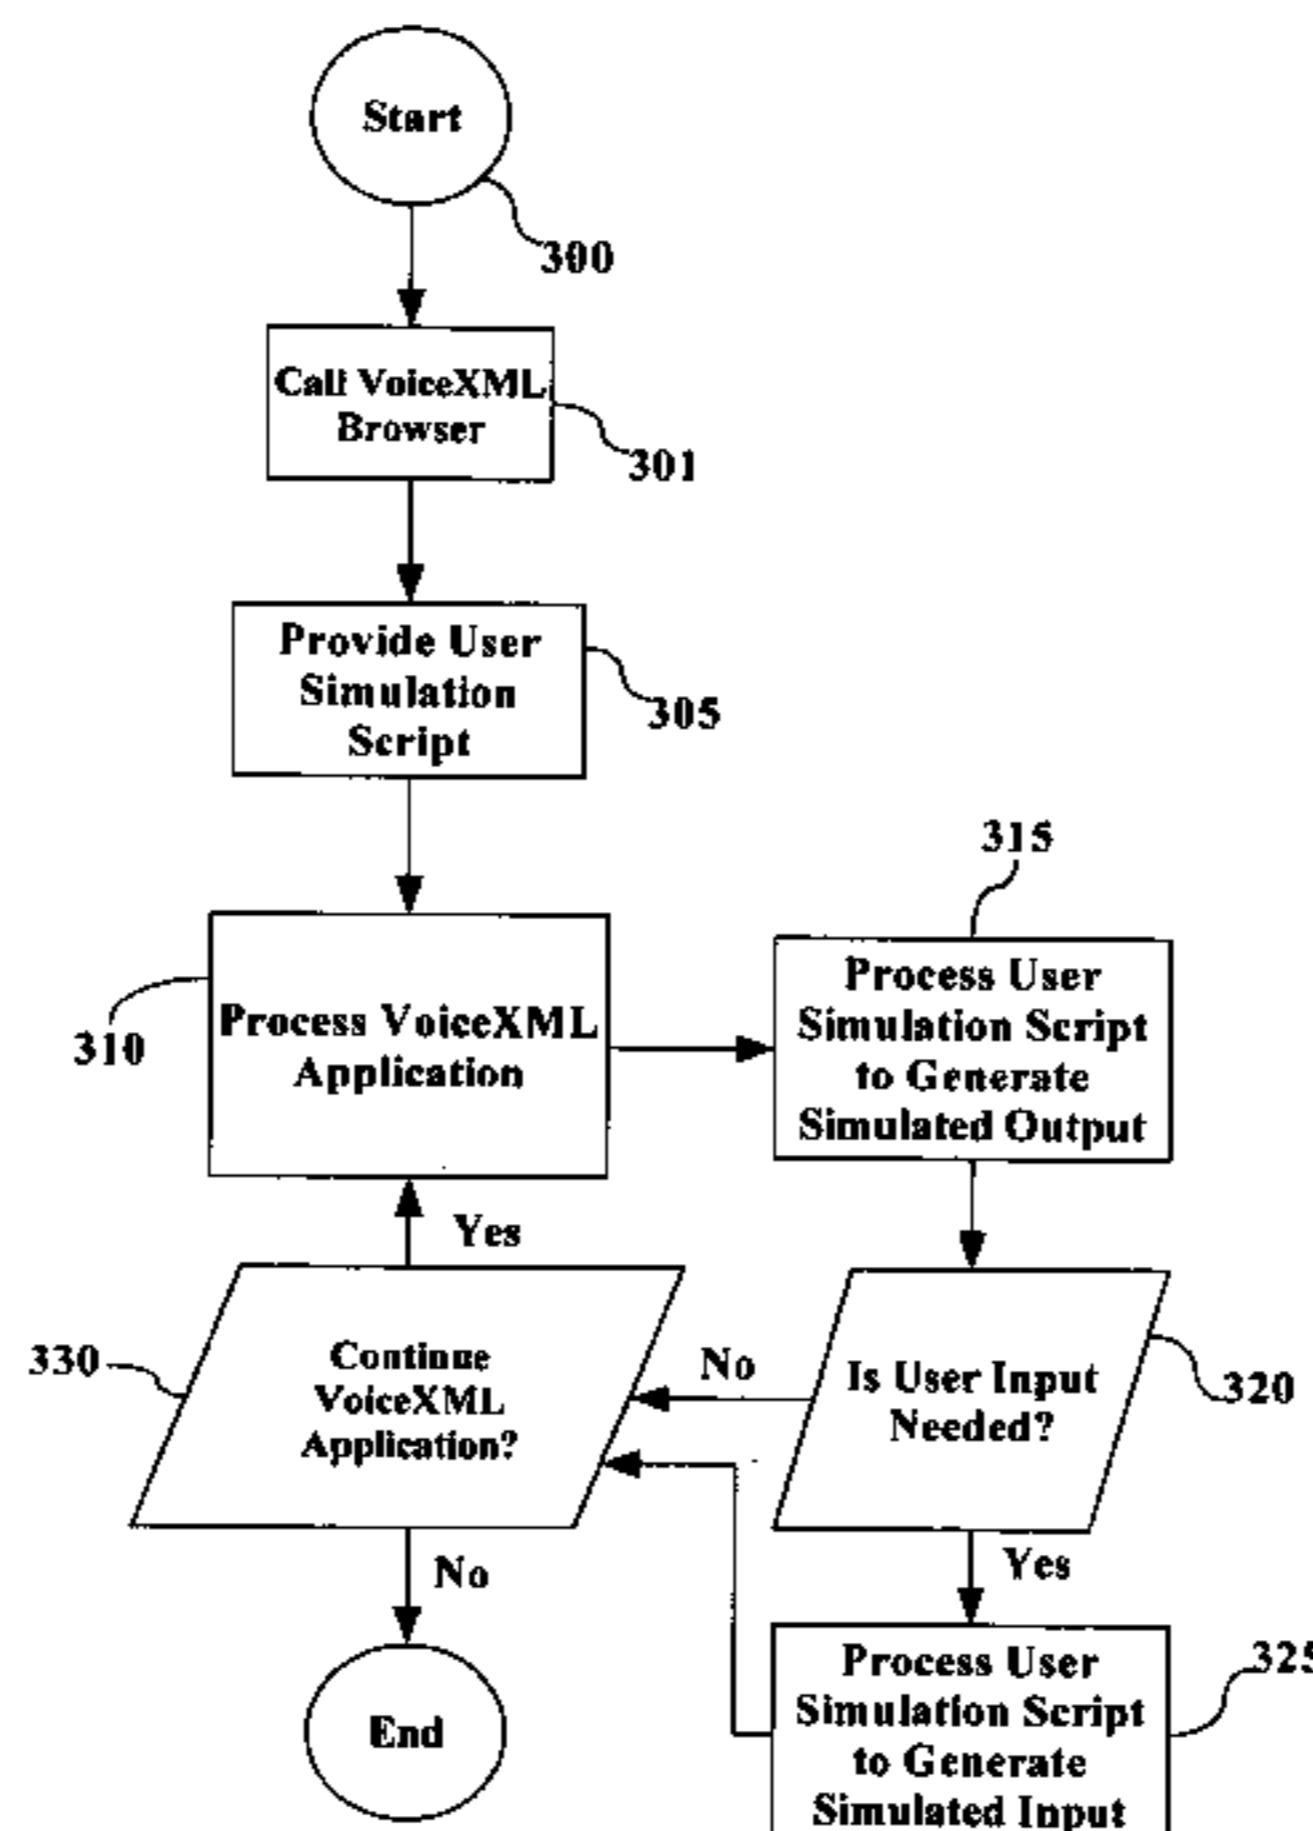 Start
300
Call VoiceXML
Browser
301
Provide User
Simulation
Script
305
315
Process User
Simulation Script
to Generate
Simulated Output
310
Process VoiceXML
Application
Yes
330
Continue
VoiceXML
Application?
No
Is User Input
Needed?
320
No
Yes
End
Process User
Simulation Script
to Generate
Simulated Input
325